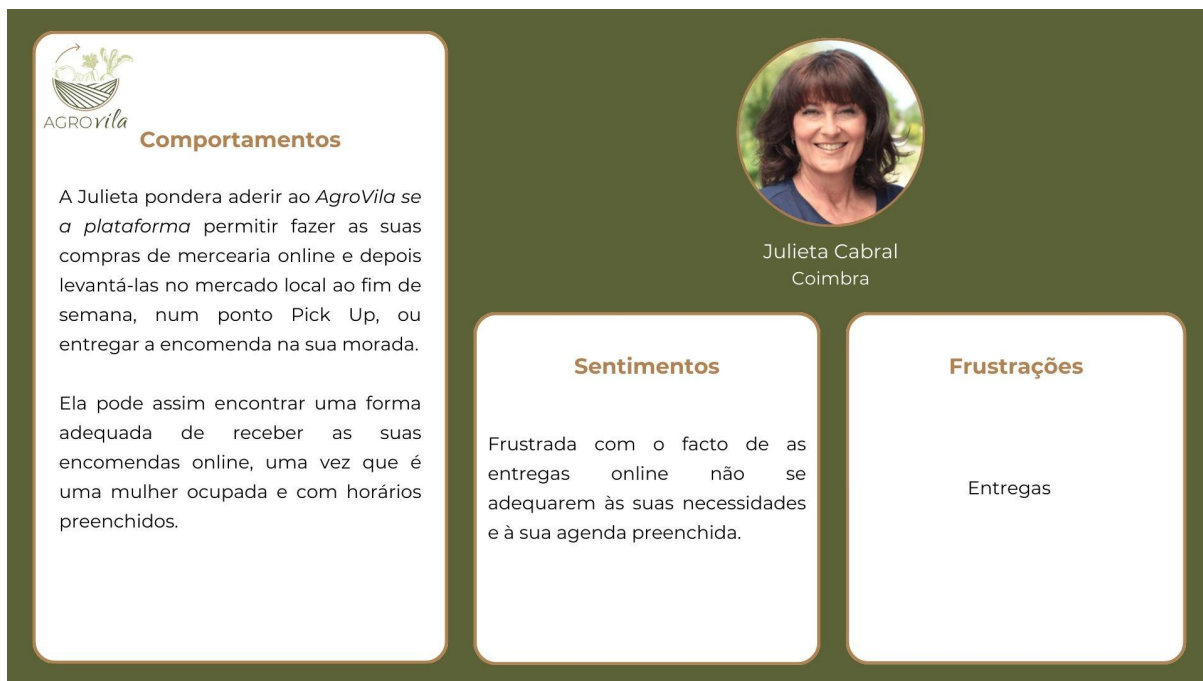 AGROvila
Comportamentos
A Julieta pondera aderir ao AgroVila se
a plataforma permitir fazer as suas
compras de mercearia online e depois
levantá-las no mercado local ao fim de
semana, num ponto Pick Up, ou
entregar a encomenda na sua morada.
Ela pode assim encontrar uma forma
adequada de receber as suas
encomendas online, uma vez que é
uma mulher ocupada e com horários
preenchidos.
Julieta Cabral
Coimbra
Sentimentos
Frustrada com o facto de as
entregas online não se
adequarem às suas necessidades
e à sua agenda preenchida.
Frustrações
Entregas